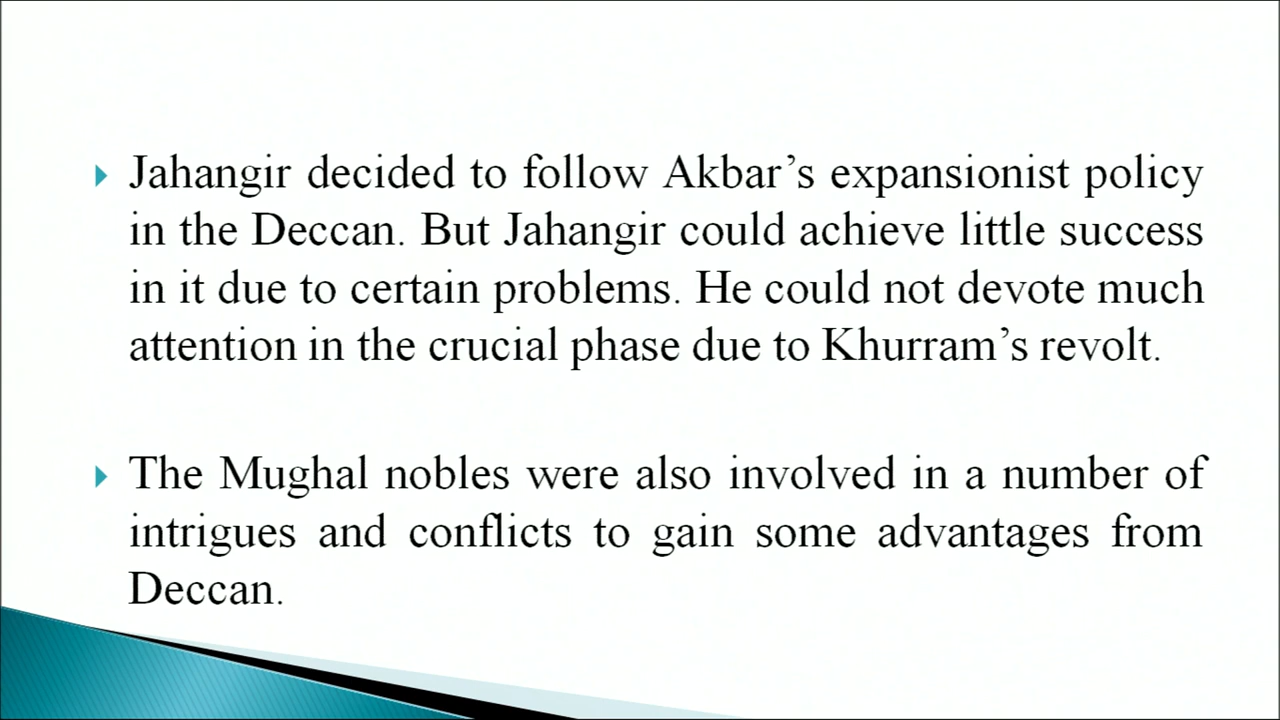 Jahangir decided to follow Akbar’s expansionist policy
in the Deccan. But Jahangir could achieve little success
in it due to certain problems. He could not devote much
attention in the crucial phase due to Khurram’s revolt.
The Mughal nobles were also involved in a number of
intrigues and conflicts to gain some advantages from
Deccan.